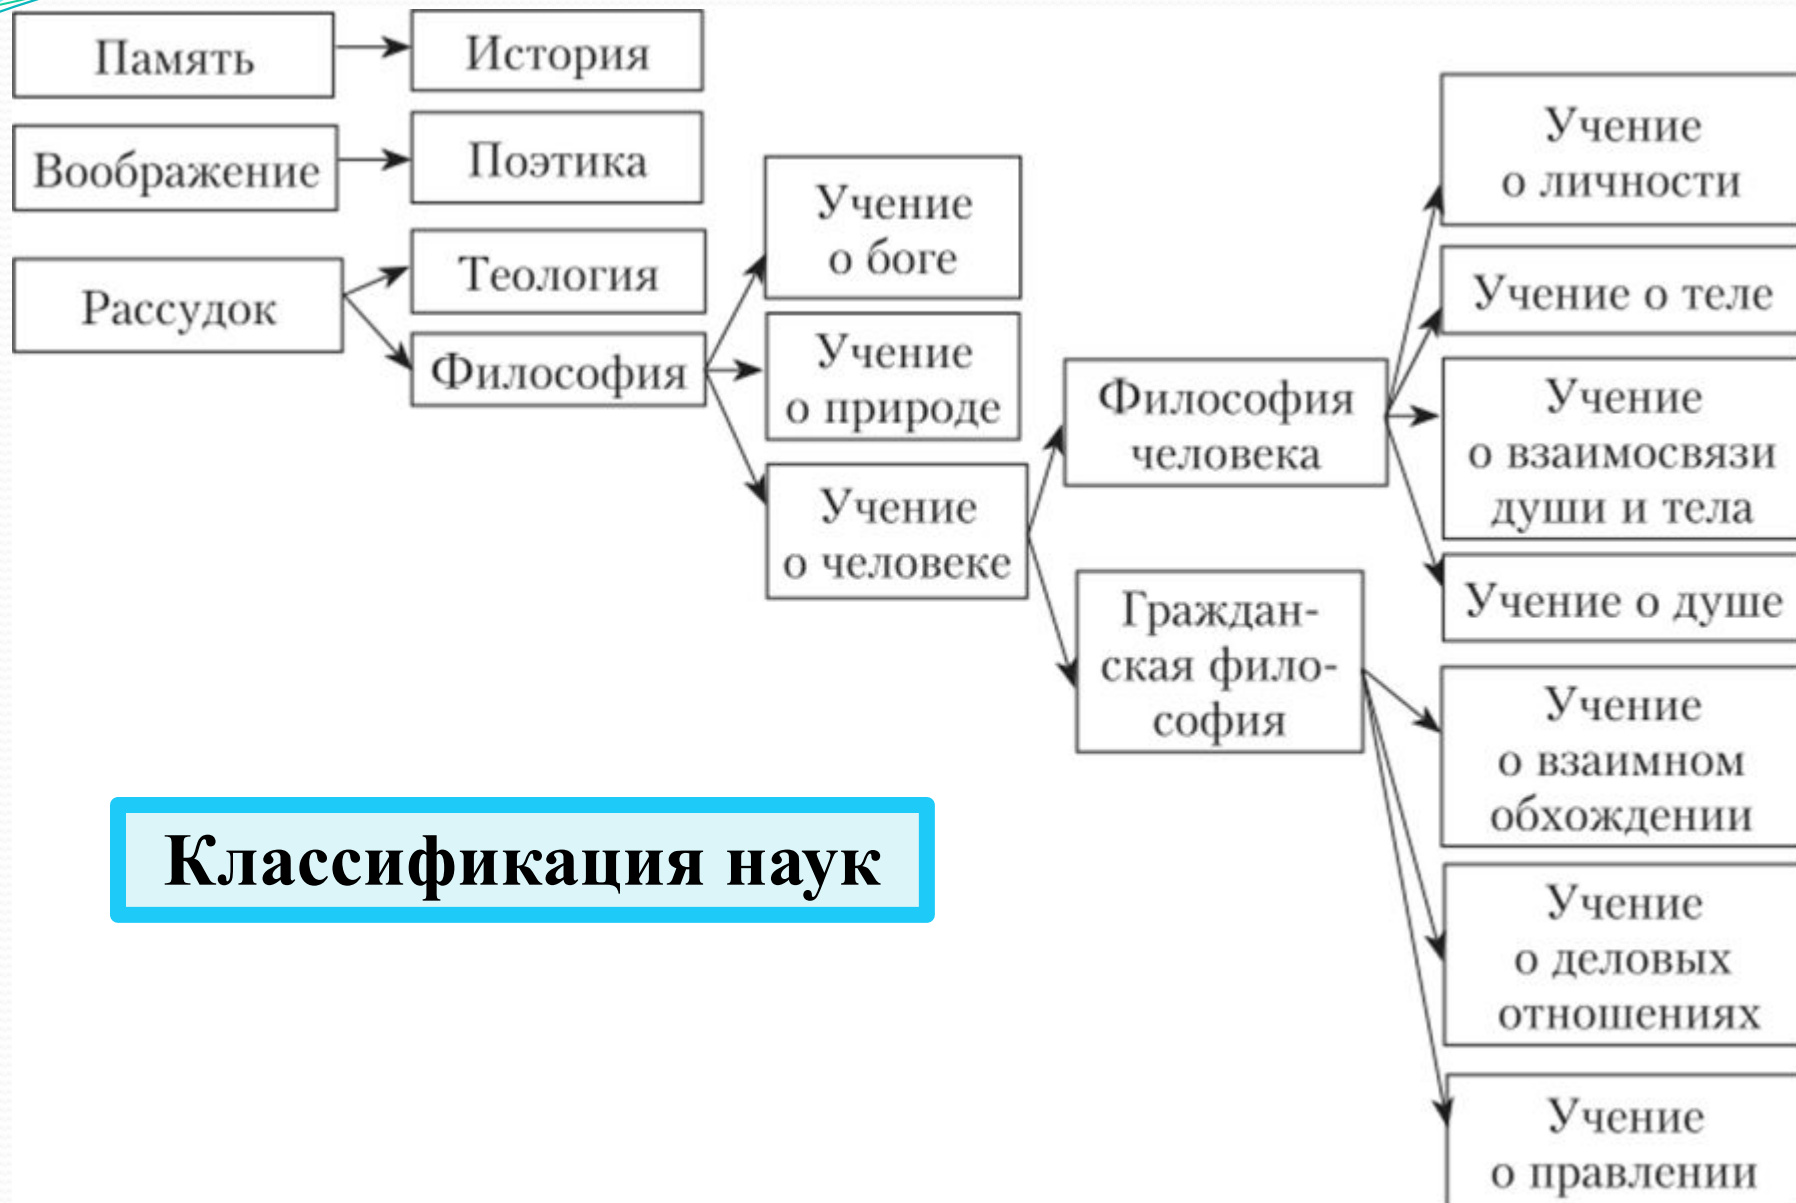 Память
История
Воображение
Поэтика
Рассудок
Теология
Философия
Учение
о боге
Учение
о природе
Учение
о человеке
Философия
человека
Граждан-
ская фило-
софия
Учение
о личности
Учение о теле
Учение
о взаимосвязи
души и тела
Учение о душе
Учение
о взаимном
обхождении
Учение
о деловых
отношениях
Учение
о правлении
Классификация наук